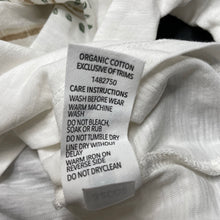 ORGANIC COTTON
EXCLUSIVE OF TRIMS
1482750
CARE INSTRUCTIONS
WASH BEFORE WEAR
WARM MACHINE
WASH
DO NOT BLEACH,
SOAK OR RUB
DO NOT TUMBLE DRY
LINE DRY WITHOUT
DELAY
WARM IRON ON
REVERSE SIDE
DO NOT DRYCLEAN